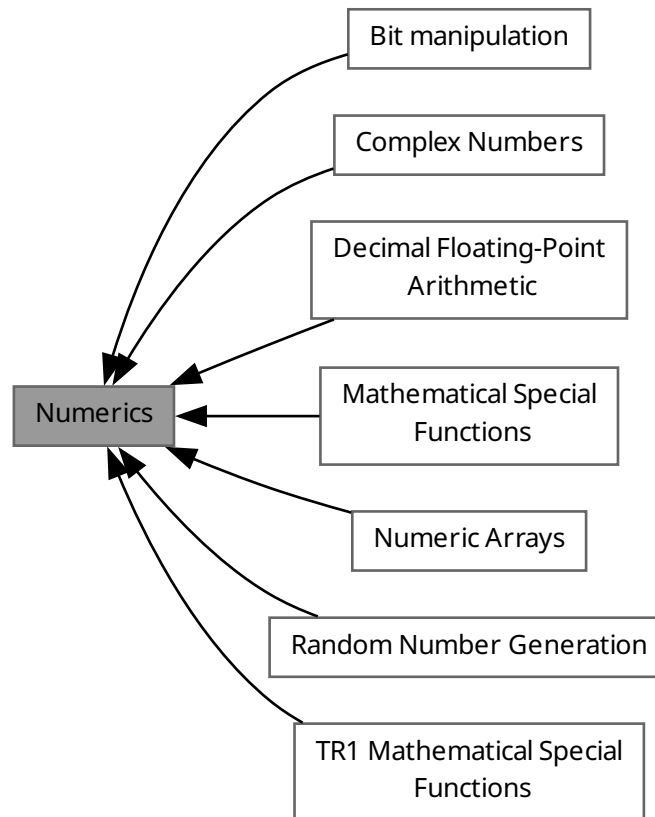 Bit manipulation
Complex Numbers
Decimal Floating-Point
Arithmetic
Mathematical Special
Functions
Numerics
Numeric Arrays
Random Number Generation
TR1 Mathematical Special
Functions